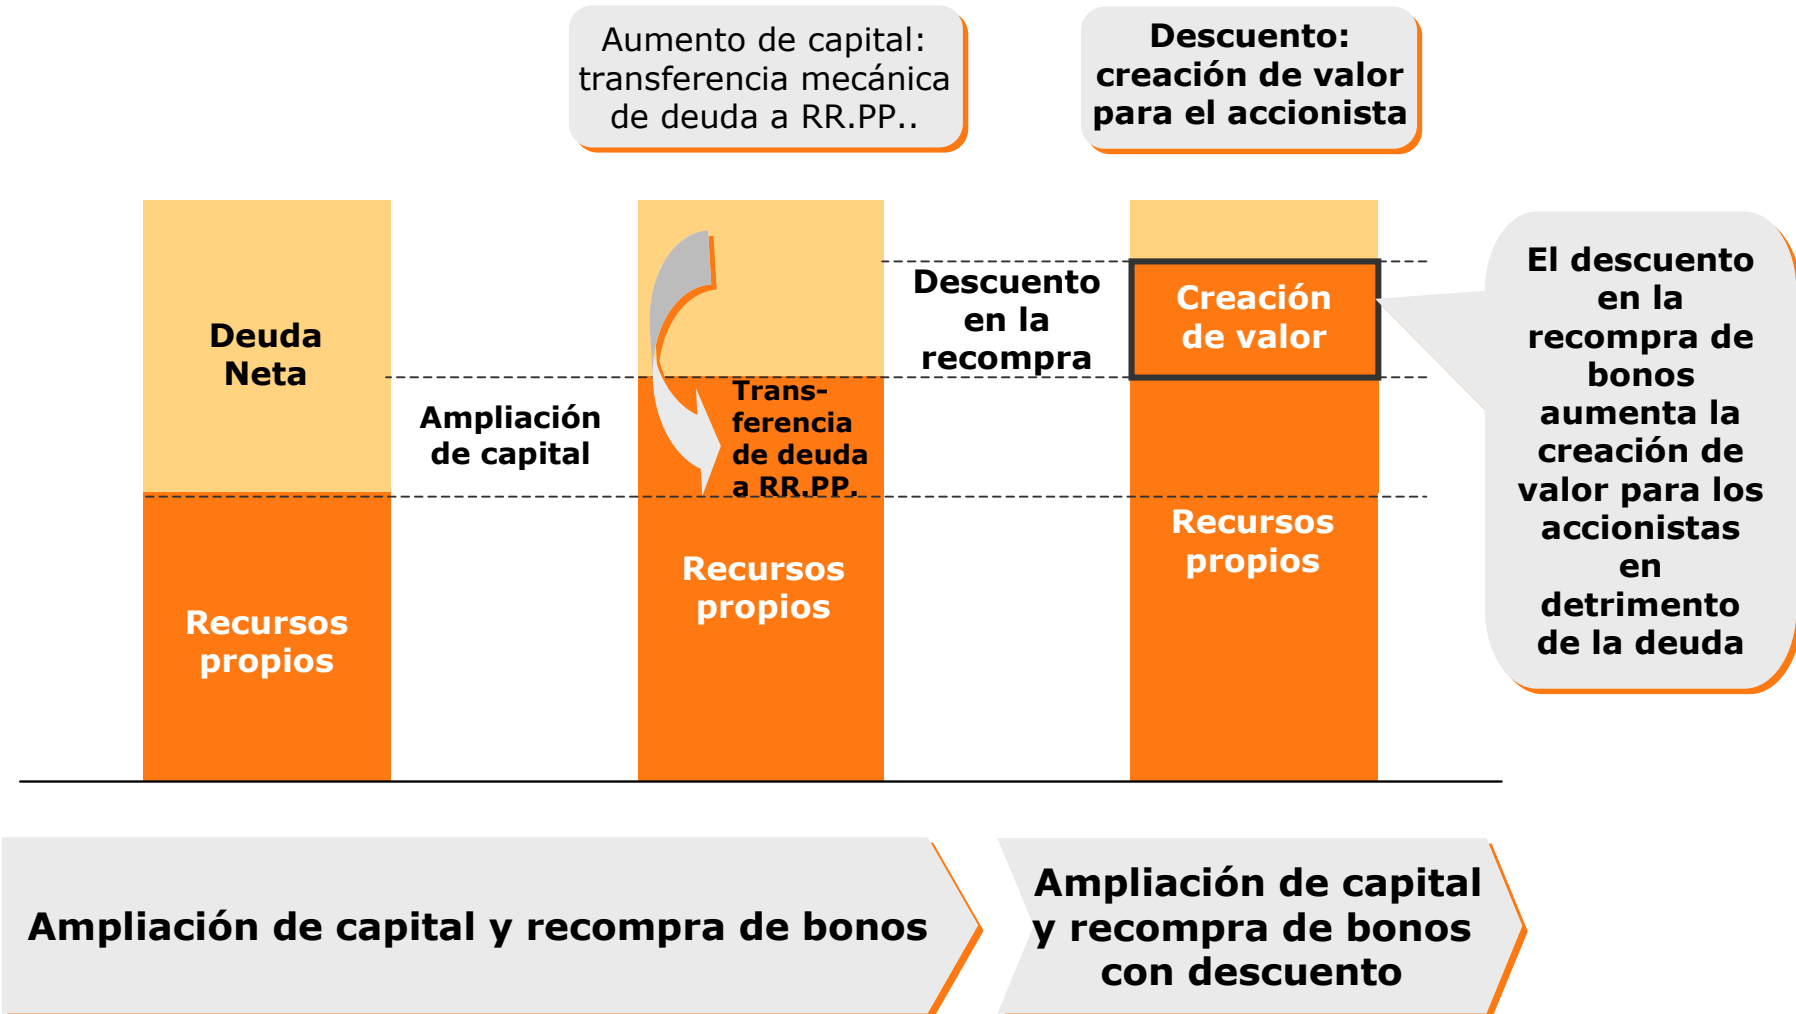 Aumento de capital:
transferencia mecánica
de deuda a RR.PP..
Descuento:
creación de valor
para el accionista
Deuda
Neta
Recursos
propios
Ampliación
de capital
Trans-
ferencia
de deuda
a RR.PP.
Recursos
propios
Descuento
en la
recompra
Creación
de valor
Recursos
propios
El descuento
en la
recompra de
bonos
aumenta la
creación de
valor para los
accionistas
en
detrimento
de la deuda
Ampliación de capital y recompra de bonos
Ampliación de capital
y recompra de bonos
con descuento